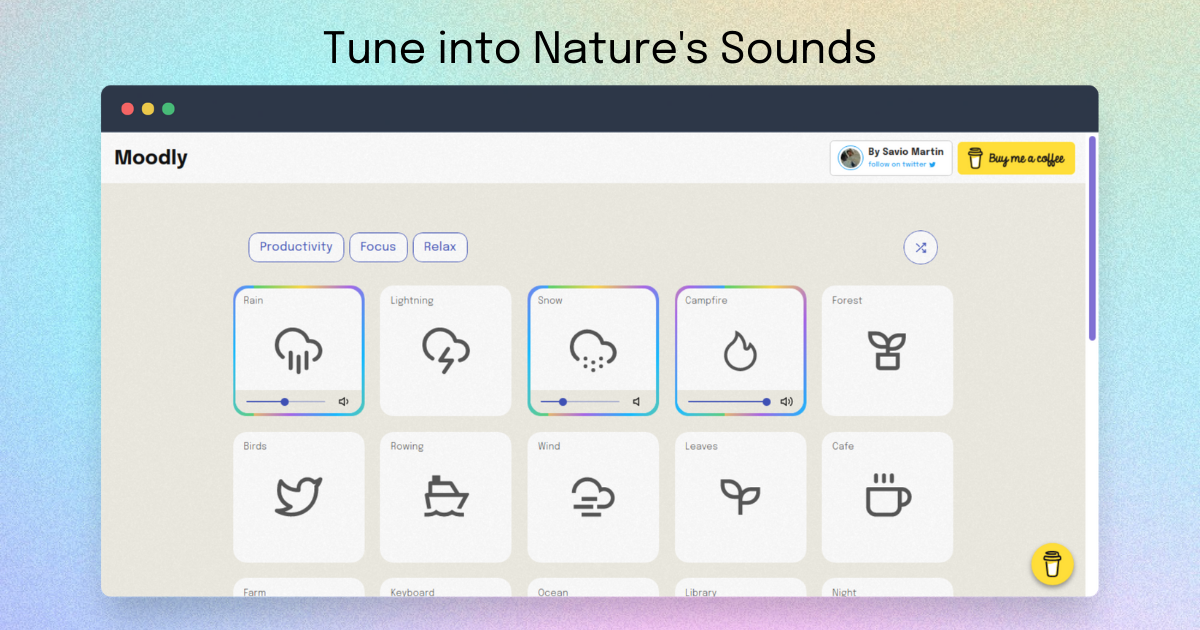 Tune into Nature's Sounds
Moodly
By Savio Martin
follow on twitter
Buy me a coffee
Productivity
Focus
Relax
Rain
Lightning
Snow
Campfire
Forest
Birds
Rowing
Wind
Leaves
Cafe
Farm
Keyboard
Ocean
Library
Night